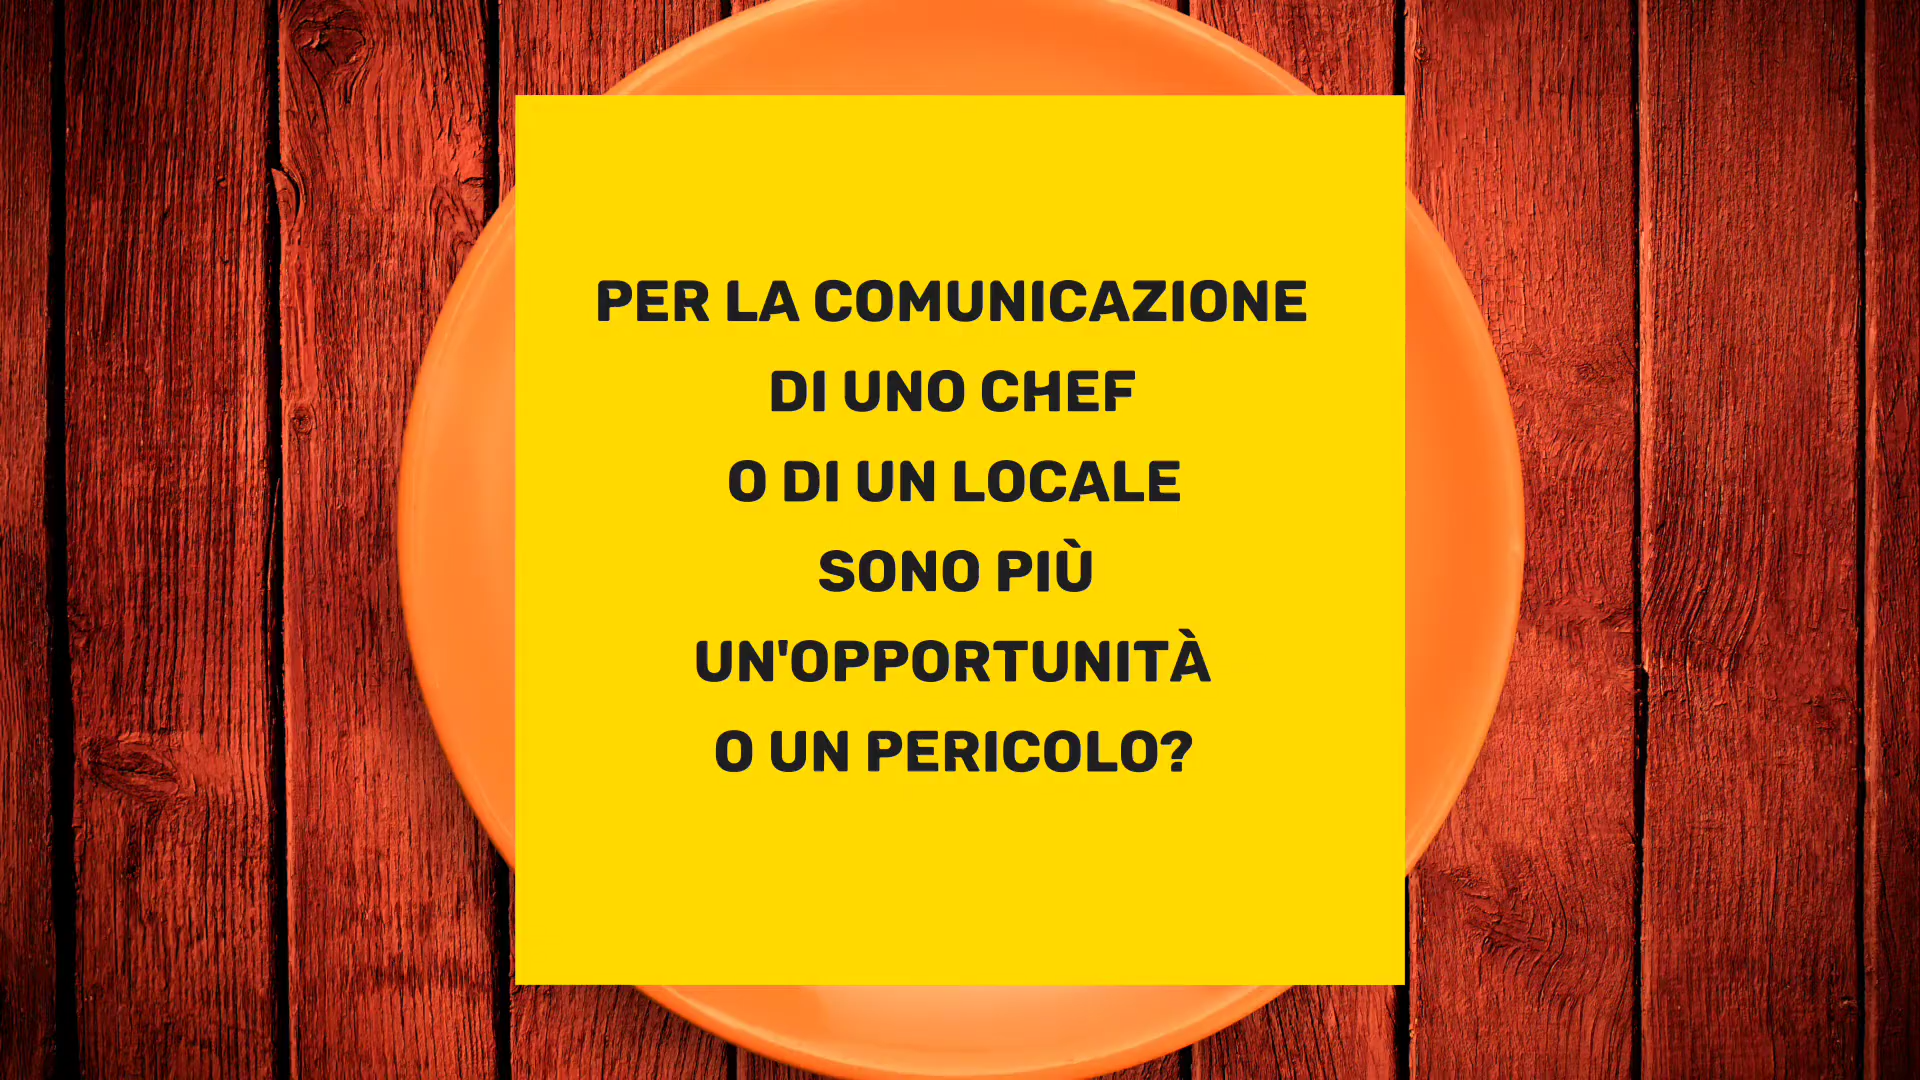 PER LA COMUNICAZIONE
DI UNO CHEF
O DI UN LOCALE
SONO PIÙ
UN'OPPORTUNITÀ
O UN PERICOLO?